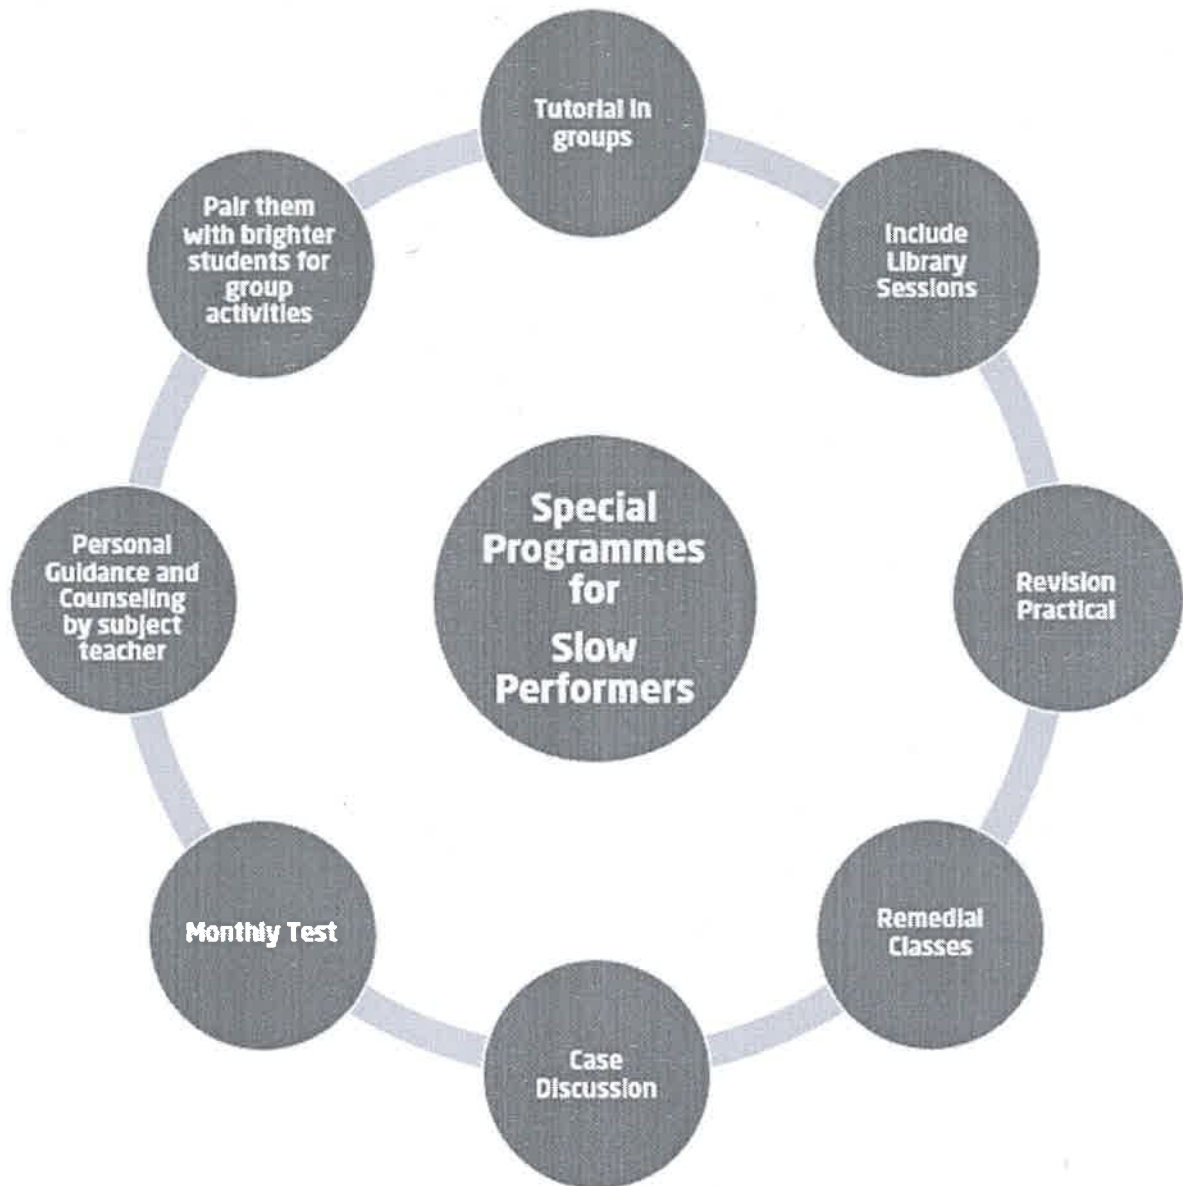 Tutorial in
groups
Include
Library
Sessions
Revision
Practical
Remedial
Classes
Case
Discussion
Monthly Test
Personal
Guidance and
Counseling
by subject
teacher
Pair them
with brighter
students for
group
activities
Special
Programmes
for
Slow
Performers